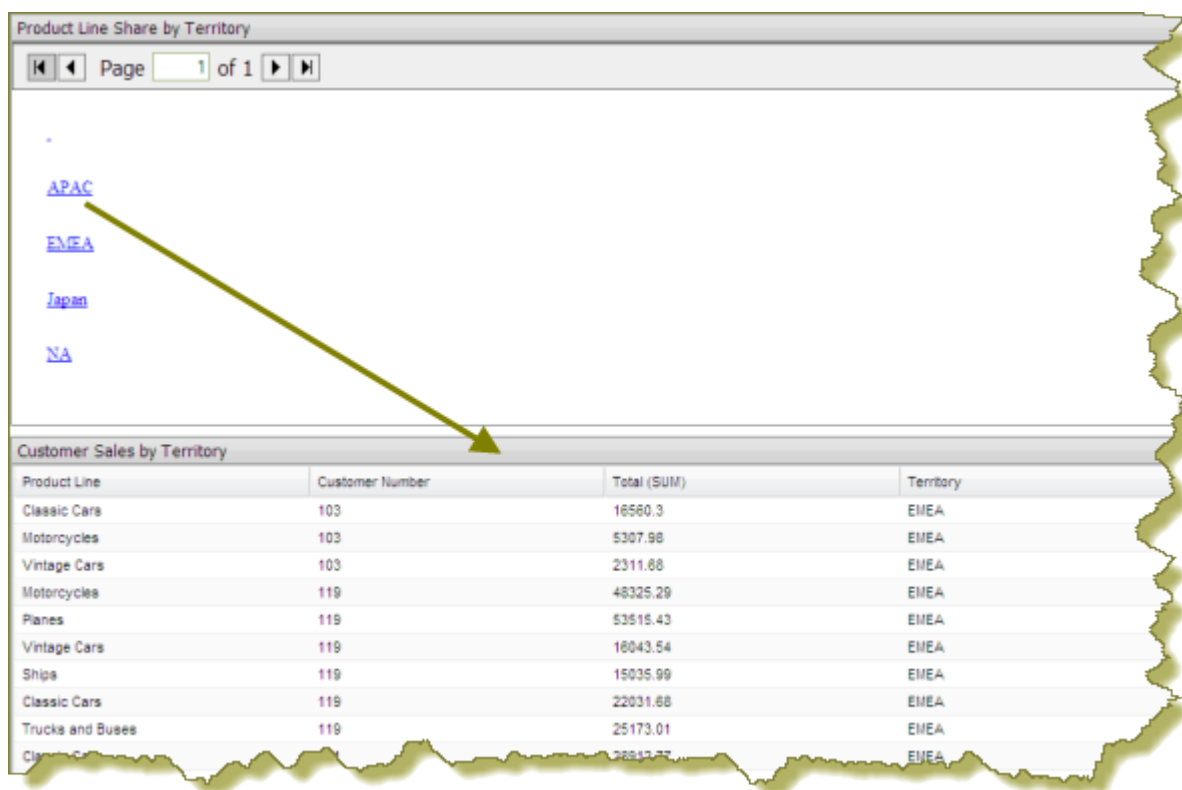 Product Line Share by Territory
Page 1 of 1
-
APAC
EMEA
Japan
NA
Customer Sales by Territory
Product Line Customer Number Total (SUM) Territory
Classic Cars 103 16560.3 EMEA
Motorcycles 103 5307.98 EMEA
Vintage Cars 103 2311.68 EMEA
Motorcycles 119 48325.29 EMEA
Planes 119 53515.43 EMEA
Vintage Cars 119 16043.54 EMEA
Ships 119 15035.99 EMEA
Classic Cars 119 22031.68 EMEA
Trucks and Buses 119 25173.01 EMEA
EMEA